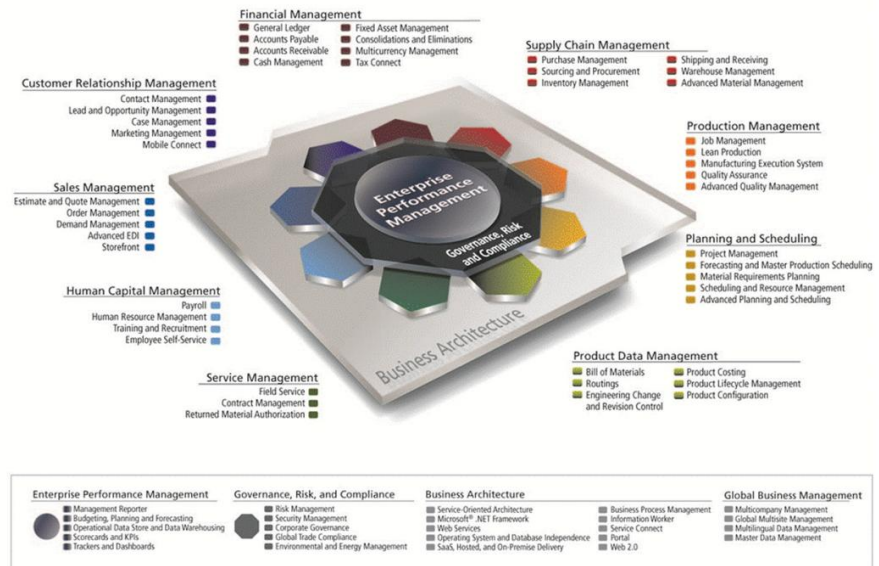 Financial Management
General Ledger
Accounts Payable
Accounts Receivable
Cash Management
Fixed Asset Management
Consolidations and Eliminations
Multicurrency Management
Tax Connect
Supply Chain Management
Purchase Management
Sourcing and Procurement
Inventory Management
Shipping and Receiving
Warehouse Management
Advanced Material Management
Customer Relationship Management
Contact Management
Lead and Opportunity Management
Case Management
Marketing Management
Mobile Connect
Production Management
Job Management
Lean Production
Manufacturing Execution System
Quality Assurance
Advanced Quality Management
Sales Management
Estimate and Quote Management
Order Management
Demand Management
Advanced EDI
Storefront
Enterprise
Performance
Management
Governance, Risk
and Compliance
Planning and Scheduling
Project Management
Forecasting and Master Production Scheduling
Material Requirements Planning
Scheduling and Resource Management
Advanced Planning and Scheduling
Human Capital Management
Payroll
Human Resource Management
Training and Recruitment
Employee Self-Service
Business Architecture
Service Management
Field Service
Contract Management
Returned Material Authorization
Product Data Management
Bill of Materials
Routings
Engineering Change
and Revision Control
Product Costing
Product Lifecycle Management
Product Configuration
Enterprise Performance Management
Management Reporter
Budgeting, Planning and Forecasting
Operational Data Store and Data Warehousing
Scorecards and KPIs
Trackers and Dashboards
Governance, Risk, and Compliance
Risk Management
Security Management
Corporate Governance
Global Trade Compliance
Environmental and Energy Management
Business Architecture
Service-Oriented Architecture
Microsoft® .NET Framework
Web Services
Operating System and Database Independence
SaaS, Hosted, and On-Premise Delivery
Business Process Management
Information Worker
Service Connect
Portal
Web 2.0
Global Business Management
Multicompany Management
Global Multisite Management
Multilingual Data Management
Master Data Management